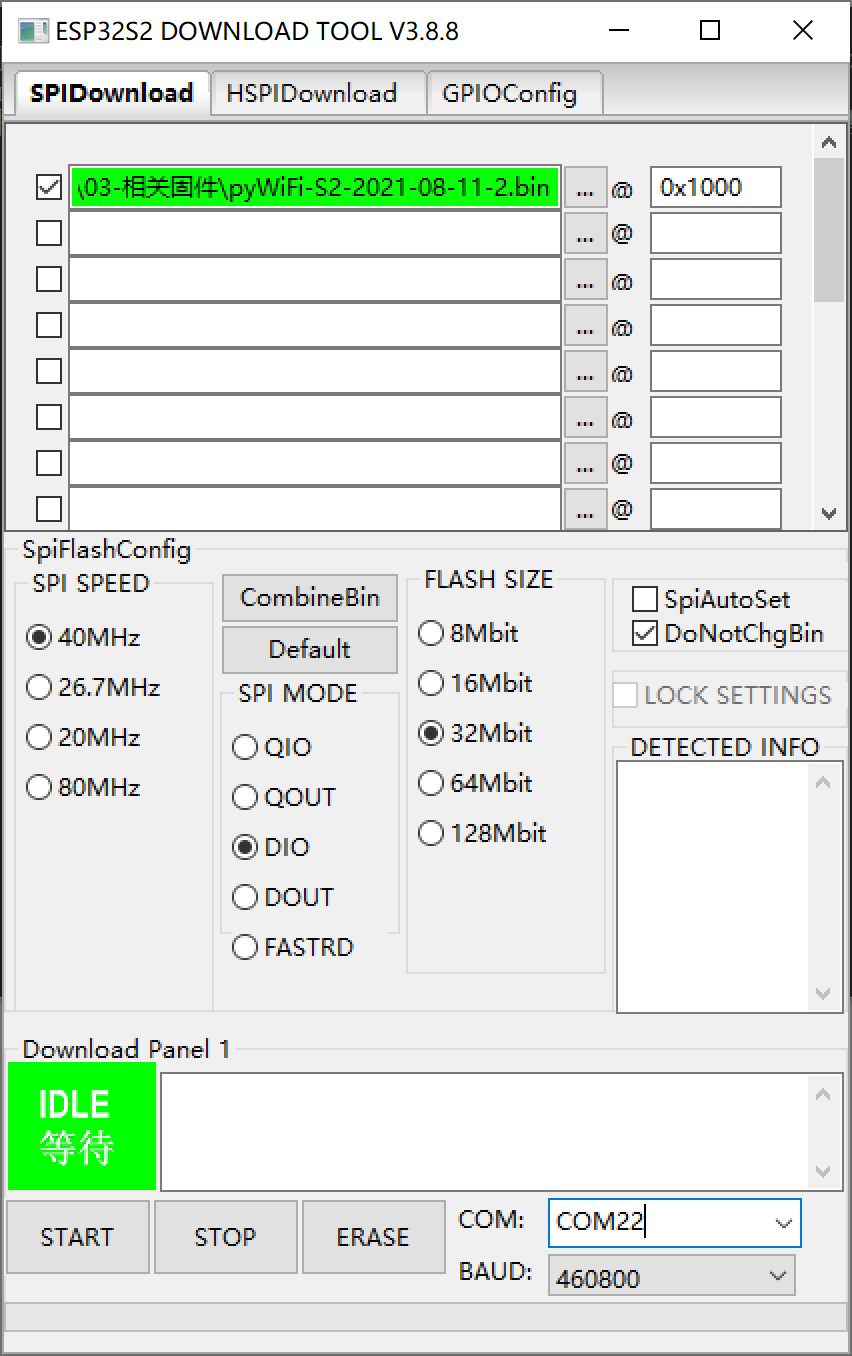 ESP32S2 DOWNLOAD TOOL V3.8.8
SPIDownload HSPIDownload GPIOConfig
\03-相关固件\pyWiFi-S2-2021-08-11-2.bin ... @ 0x1000
... @
... @
... @
... @
... @
... @
... @
SpiFlashConfig
SPI SPEED
40MHz
26.7MHz
20MHz
80MHz
CombineBin
Default
SPI MODE
QIO
QOUT
DIO
DOUT
FASTRD
FLASH SIZE
8Mbit
16Mbit
32Mbit
64Mbit
128Mbit
SpiAutoSet
DoNotChgBin
LOCK SETTINGS
DETECTED INFO
Download Panel 1
IDLE
等待
START STOP ERASE
COM: COM22
BAUD: 460800